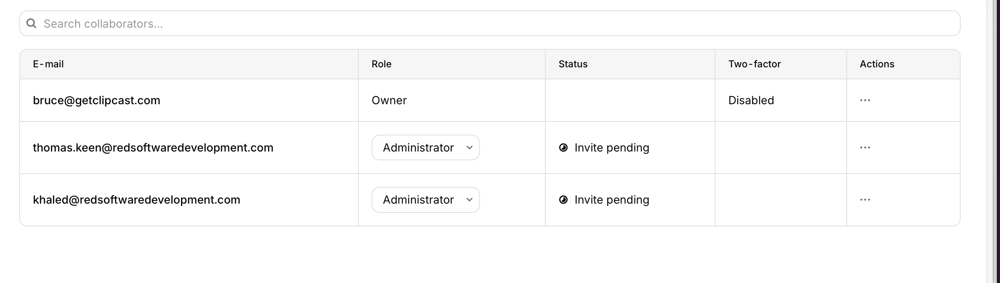 Search collaborators...
E-mail Role Status Two-factor Actions
bruce@getclipcast.com Owner Disabled ...
thomas.keen@redsoftwaredevelopment.com Administrator Invite pending ...
khaled@redsoftwaredevelopment.com Administrator Invite pending ...